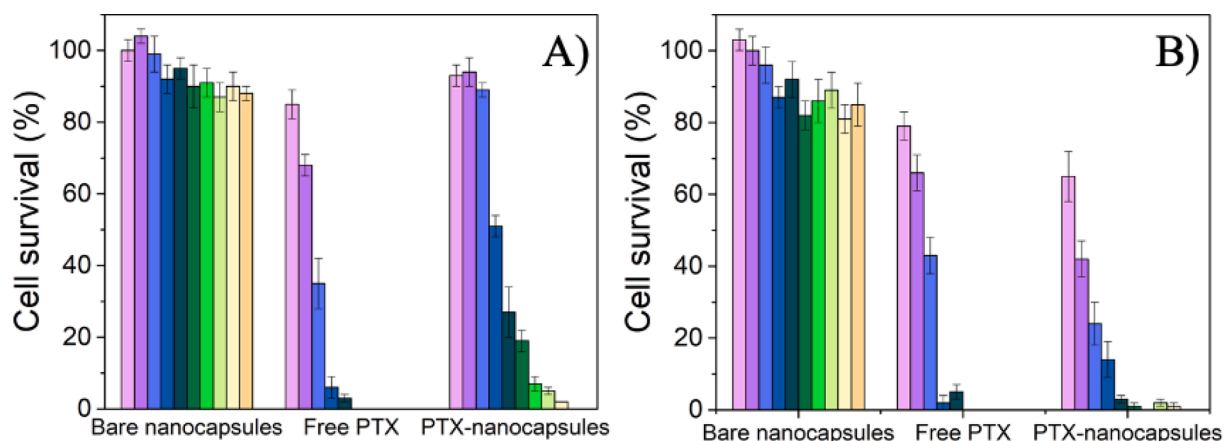 A)
Cell survival (%)
100
80
60
40
20
0
Bare nanocapsules Free PTX PTX-nanocapsules
B)
Cell survival (%)
100
80
60
40
20
0
Bare nanocapsules Free PTX PTX-nanocapsules